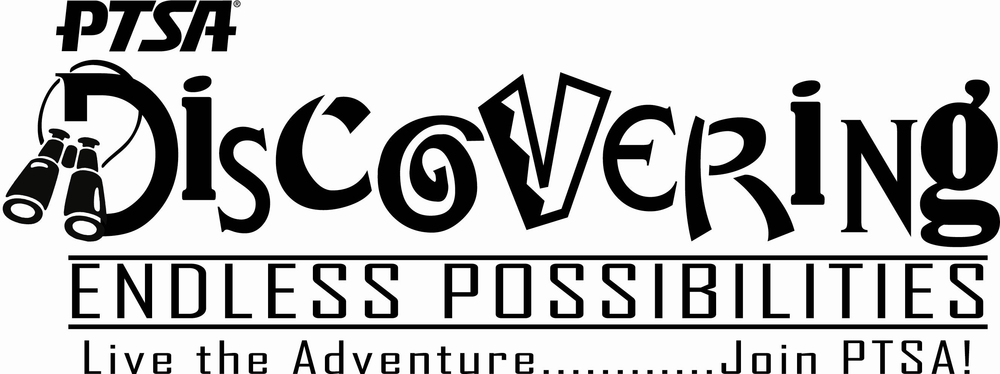 PTSA®
DiscoVERiNg
ENDLESS POSSIBILITIES
Live the Adventure............Join PTSA!